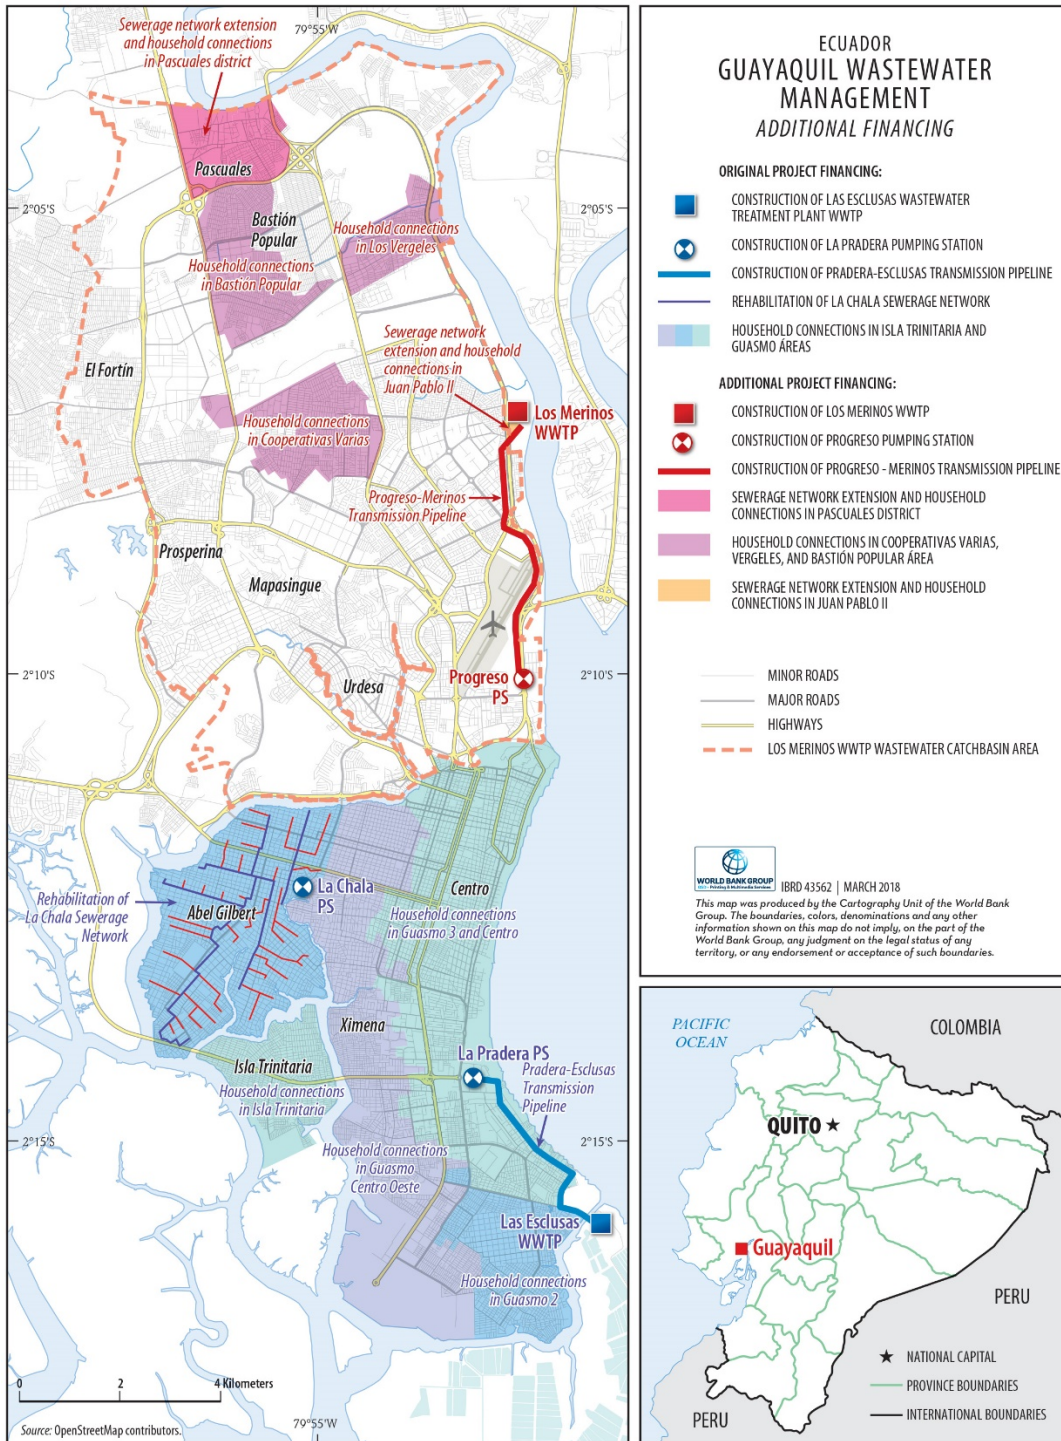 79°55'W
Sewerage network extension
and household connections
in Pascuales district
Pascuales
2°05'S
2°05'S
Bastión
Popular
Household connections
in Los Vergeles
Household connections
in Bastión Popular
Sewerage network
extension and household
connections in
Juan Pablo II
El Fortín
Los Merinos
WWTP
Household connections
in Cooperativas Varias
Progreso-Merinos
Transmission Pipeline
Prosperina
Mapasingue
2°10'S
2°10'S
Progreso
PS
Urdesa
La Chala
PS
Centro
Rehabilitation of
La Chala Sewerage
Network
Abel Gilbert
Household connections
in Guasmo 3 and Centro
Ximena
La Pradera PS
Isla Trinitaria
Pradera-Esclusas
Transmission
Pipeline
Household connections
in Isla Trinitaria
2°15'S
2°15'S
Household connections
in Guasmo
Centro Oeste
Las Esclusas
WWTP
Household connections
in Guasmo 2
0 2 4 Kilometers
79°55'W
Source: OpenStreetMap contributors.
ECUADOR
GUAYAQUIL WASTEWATER
MANAGEMENT
ADDITIONAL FINANCING
ORIGINAL PROJECT FINANCING:
CONSTRUCTION OF LAS ESCLUSAS WASTEWATER
TREATMENT PLANT WWTP
CONSTRUCTION OF LA PRADERA PUMPING STATION
CONSTRUCTION OF PRADERA-ESCLUSAS TRANSMISSION PIPELINE
REHABILITATION OF LA CHALA SEWERAGE NETWORK
HOUSEHOLD CONNECTIONS IN ISLA TRINITARIA AND
GUASMO ÁREAS
ADDITIONAL PROJECT FINANCING:
CONSTRUCTION OF LOS MERINOS WWTP
CONSTRUCTION OF PROGRESO PUMPING STATION
CONSTRUCTION OF PROGRESO - MERINOS TRANSMISSION PIPELINE
SEWERAGE NETWORK EXTENSION AND HOUSEHOLD
CONNECTIONS IN PASCUALES DISTRICT
HOUSEHOLD CONNECTIONS IN COOPERATIVAS VARIAS,
VERGELES, AND BASTIÓN POPULAR ÁREA
SEWERAGE NETWORK EXTENSION AND HOUSEHOLD
CONNECTIONS IN JUAN PABLO II
MINOR ROADS
MAJOR ROADS
HIGHWAYS
LOS MERINOS WWTP WASTEWATER CATCHBASIN AREA
WORLD BANK GROUP
Printing & Multimedia Services
IBRD 43562 | MARCH 2018
This map was produced by the Cartography Unit of the World Bank
Group. The boundaries, colors, denominations and any other
information shown on this map do not imply, on the part of the
World Bank Group, any judgment on the legal status of any
territory, or any endorsement or acceptance of such boundaries.
PACIFIC
OCEAN
COLOMBIA
QUITO
Guayaquil
PERU
PERU
NATIONAL CAPITAL
PROVINCE BOUNDARIES
INTERNATIONAL BOUNDARIES